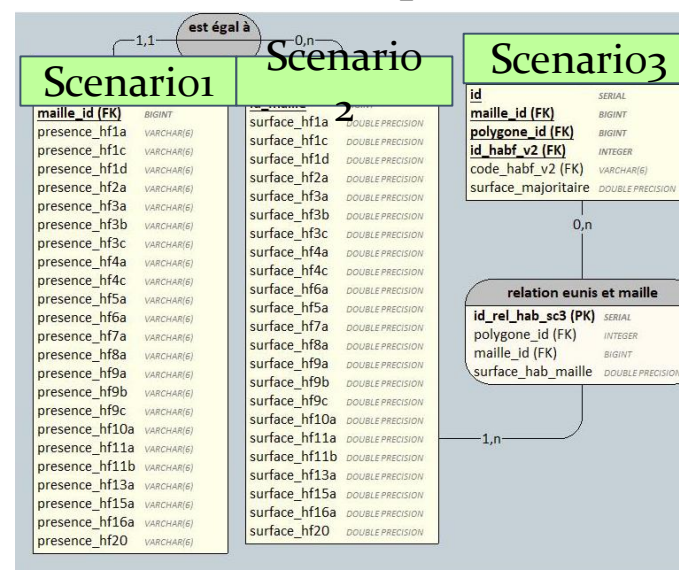 est égal à
1,1
0,n
Scenario1
maille_id (FK) BIGINT
presence_hf1a VARCHAR(6)
presence_hf1c VARCHAR(6)
presence_hf1d VARCHAR(6)
presence_hf2a VARCHAR(6)
presence_hf3a VARCHAR(6)
presence_hf3b VARCHAR(6)
presence_hf3c VARCHAR(6)
presence_hf4a VARCHAR(6)
presence_hf4c VARCHAR(6)
presence_hf5a VARCHAR(6)
presence_hf6a VARCHAR(6)
presence_hf7a VARCHAR(6)
presence_hf8a VARCHAR(6)
presence_hf9a VARCHAR(6)
presence_hf9b VARCHAR(6)
presence_hf9c VARCHAR(6)
presence_hf10a VARCHAR(6)
presence_hf11a VARCHAR(6)
presence_hf11b VARCHAR(6)
presence_hf13a VARCHAR(6)
presence_hf15a VARCHAR(6)
presence_hf16a VARCHAR(6)
presence_hf20 VARCHAR(6)
Scenario
2
surface_hf1a DOUBLE PRECISION
surface_hf1c DOUBLE PRECISION
surface_hf1d DOUBLE PRECISION
surface_hf2a DOUBLE PRECISION
surface_hf3a DOUBLE PRECISION
surface_hf3b DOUBLE PRECISION
surface_hf3c DOUBLE PRECISION
surface_hf4a DOUBLE PRECISION
surface_hf4c DOUBLE PRECISION
surface_hf6a DOUBLE PRECISION
surface_hf5a DOUBLE PRECISION
surface_hf7a DOUBLE PRECISION
surface_hf8a DOUBLE PRECISION
surface_hf9a DOUBLE PRECISION
surface_hf9b DOUBLE PRECISION
surface_hf9c DOUBLE PRECISION
surface_hf10a DOUBLE PRECISION
surface_hf11a DOUBLE PRECISION
surface_hf11b DOUBLE PRECISION
surface_hf13a DOUBLE PRECISION
surface_hf15a DOUBLE PRECISION
surface_hf16a DOUBLE PRECISION
surface_hf20 DOUBLE PRECISION
Scenario3
id SERIAL
maille_id (FK) BIGINT
polygone_id (FK) BIGINT
id_habf_v2 (FK) INTEGER
code_habf_v2 (FK) VARCHAR(6)
surface_majoritaire DOUBLE PRECISION
0,n
relation eunis et maille
id_rel_hab_sc3 (PK) SERIAL
polygone_id (FK) INTEGER
maille_id (FK) BIGINT
surface_hab_maille DOUBLE PRECISION
1,n